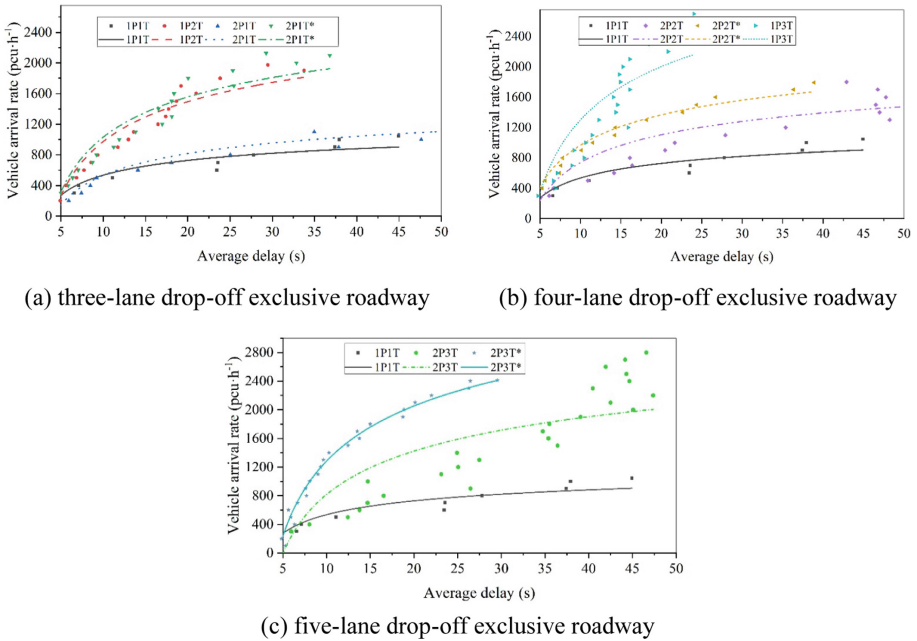 1P1T 1P2T 2P1T 2P1T*
1P1T 1P2T 2P1T 2P1T*
Vehicle arrival rate (pcu·h⁻¹)
2800
2400
2000
1600
1200
800
400
0
5 10 15 20 25 30 35 40 45 50
Average delay (s)
(a) three-lane drop-off exclusive roadway
1P1T 2P2T 2P2T* 1P3T
1P1T 2P2T 2P2T* 1P3T
Vehicle arrival rate (pcu·h⁻¹)
2400
2000
1600
1200
800
400
0
5 10 15 20 25 30 35 40 45 50
Average delay (s)
(b) four-lane drop-off exclusive roadway
1P1T 2P3T 2P3T*
1P1T 2P3T 2P3T*
Vehicle arrival rate (pcu·h⁻¹)
2800
2400
2000
1600
1200
800
400
0
5 10 15 20 25 30 35 40 45 50
Average delay (s)
(c) five-lane drop-off exclusive roadway